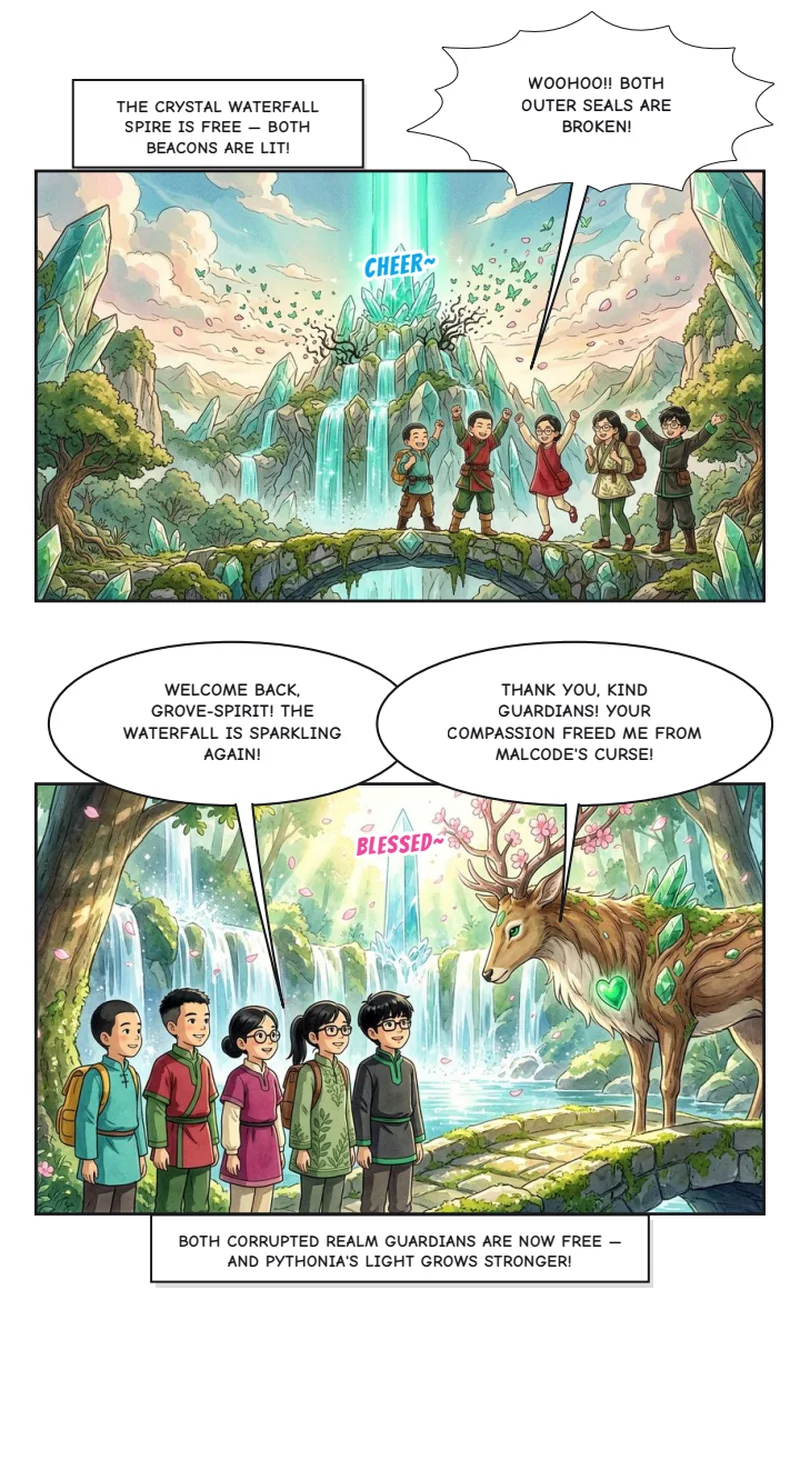 THE CRYSTAL WATERFALL
SPIRE IS FREE — BOTH
BEACONS ARE LIT!
WOOHOO!! BOTH
OUTER SEALS ARE
BROKEN!
CHEER~
WELCOME BACK,
GROVE-SPIRIT! THE
WATERFALL IS SPARKLING
AGAIN!
THANK YOU, KIND
GUARDIANS! YOUR
COMPASSION FREED ME FROM
MALCODE'S CURSE!
BLESSED~
BOTH CORRUPTED REALM GUARDIANS ARE NOW FREE —
AND PYTHONIA'S LIGHT GROWS STRONGER!